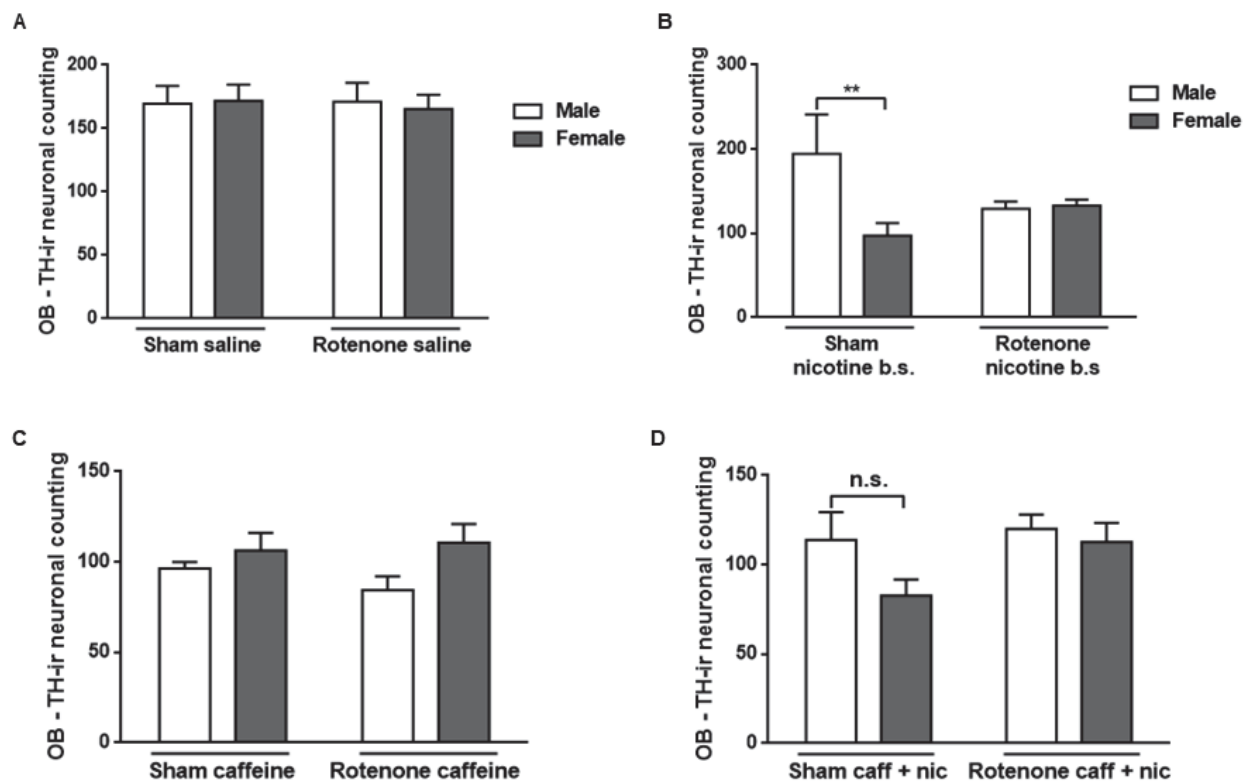 A
OB - TH-ir neuronal counting
200
150
100
50
0
Sham saline
Rotenone saline
Male
Female
B
OB - TH-ir neuronal counting
300
200
100
0
**
Sham
nicotine b.s.
Rotenone
nicotine b.s
Male
Female
C
OB - TH-ir neuronal counting
150
100
50
0
Sham caffeine
Rotenone caffeine
D
OB - TH-ir neuronal counting
150
100
50
0
n.s.
Sham caff + nic
Rotenone caff + nic